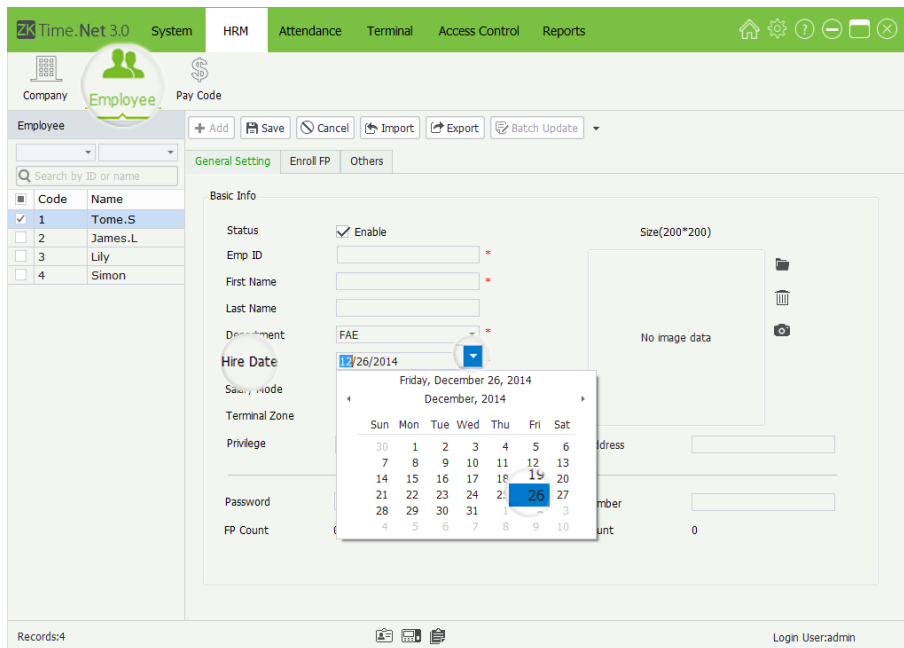 ZK Time.Net 3.0 System HRM Attendance Terminal Access Control Reports
Company Employee Pay Code
Employee
+ Add Save Cancel Import Export Batch Update
Search by ID or name
Code Name
1 Tome.S
2 James.L
3 Lily
4 Simon
General Setting Enroll FP Others
Basic Info
Status Enable Size(200*200)
Emp ID *
First Name *
Last Name
Department FAE *
Hire Date 12/26/2014
No image data
Salary Mode
Terminal Zone
Privilege
Password
FP Count
Friday, December 26, 2014
December, 2014
Sun Mon Tue Wed Thu Fri Sat
30 1 2 3 4 5 6
7 8 9 10 11 12 13
14 15 16 17 18 19 20
21 22 23 24 26 27
28 29 30 31 1 3
4 5 6 7 8 9 10
0
Records:4 Login User:admin